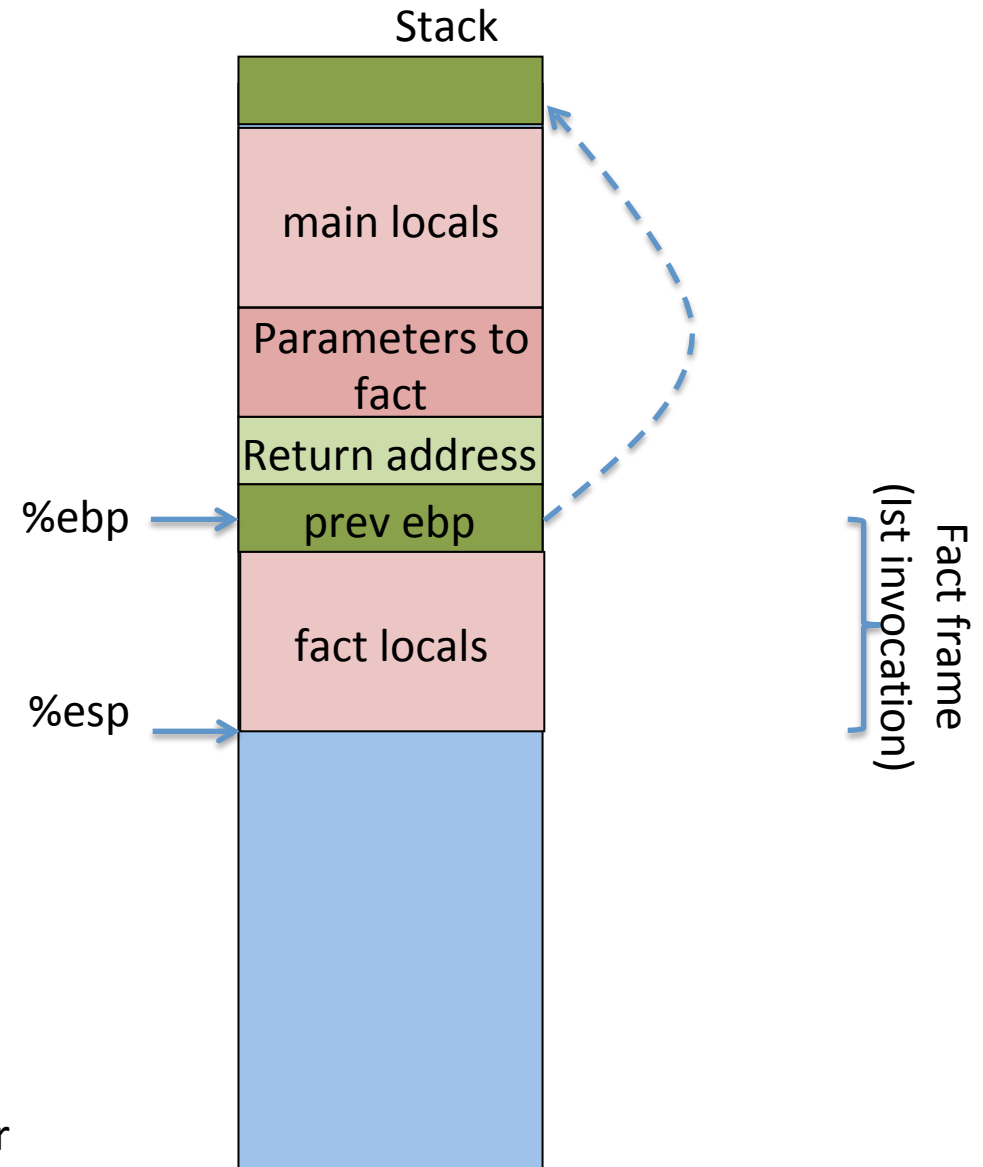 Stack
main locals
Parameters to
fact
Return address
%ebp
prev ebp
fact locals
%esp
Fact frame
(Ist invocation)
r